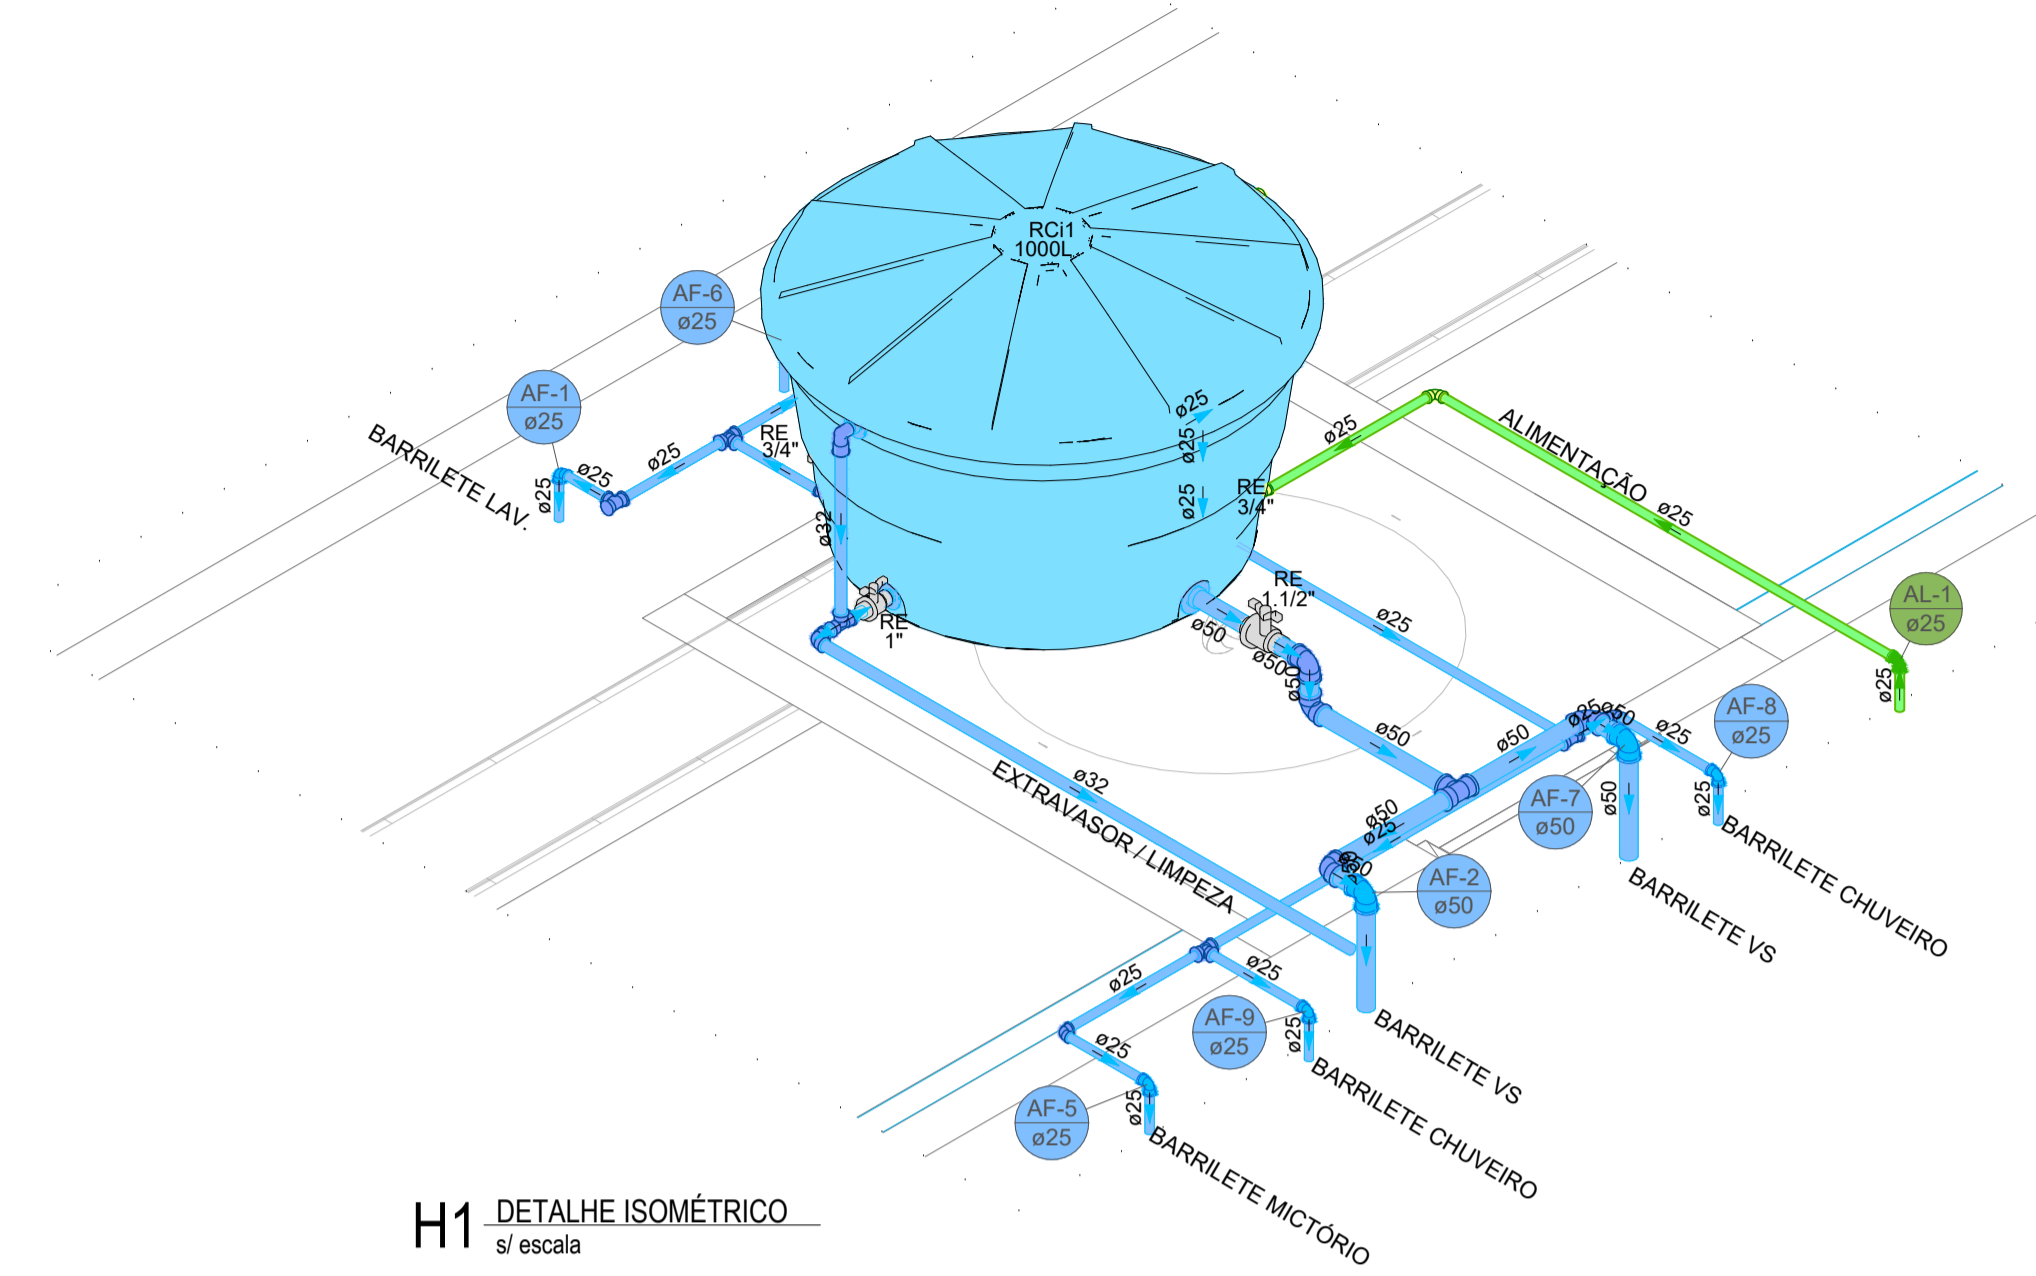 RCi1
1000L
AF-6
ø25
AF-1
ø25
BARRILETE LAV.
ø25
ø25
ø25
RE
3/4"
ø32
RE
1"
ø25
ø25
ø25
RE
3/4"
ø25
ALIMENTAÇÃO
ø25
AL-1
ø25
ø25
RE
1.1/2"
ø50
ø50
ø50
ø25
ø50
ø50
ø25
ø50
ø25
AF-8
ø25
ø25
BARRILETE CHUVEIRO
AF-7
ø50
ø50
BARRILETE VS
ø50
ø25
ø50
ø50
AF-2
ø50
BARRILETE VS
ø32
EXTRAVASOR / LIMPEZA
ø25
ø25
AF-9
ø25
ø25
BARRILETE CHUVEIRO
ø25
ø25
AF-5
ø25
BARRILETE MICTÓRIO
H1
DETALHE ISOMÉTRICO
s/ escala